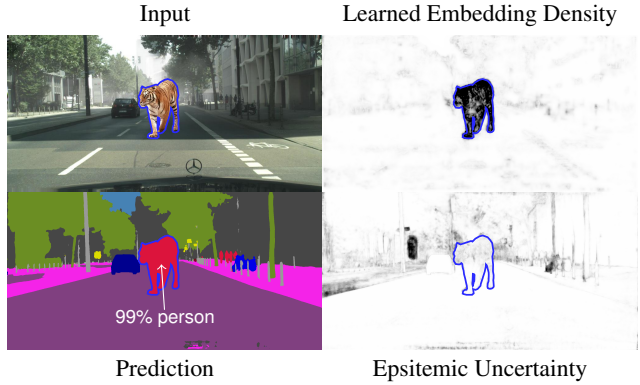 Input
Learned Embedding Density
99% person
Prediction
Epsitemic Uncertainty